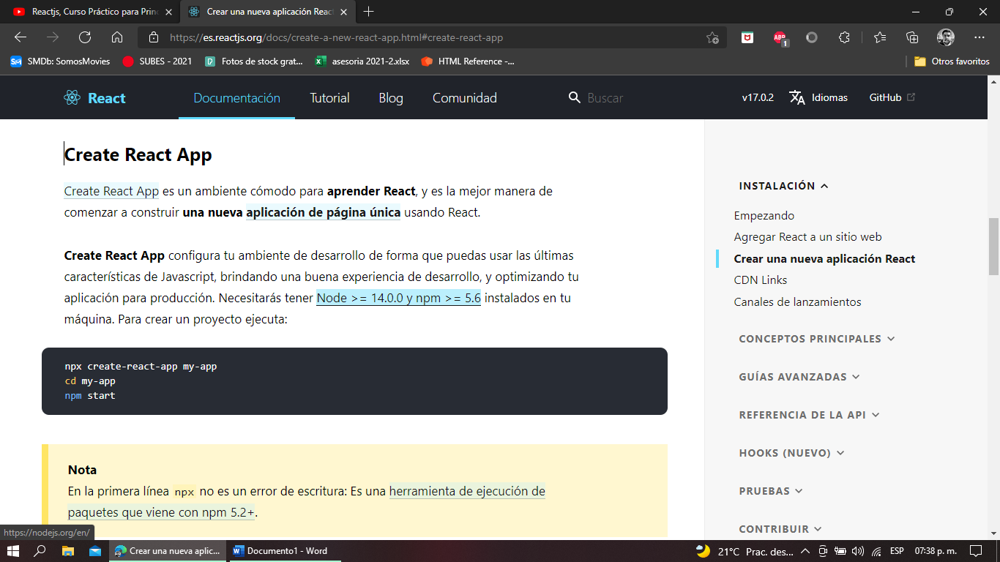 Reactjs, Curso Práctico para Prin
Crear una nueva aplicación React
https://es.reactjs.org/docs/create-a-new-react-app.html#create-react-app
ABP
1
SM
SMDb: SomosMovies
SUBES - 2021
Fotos de stock grat...
asesoria 2021-2.xlsx
HTML Reference -...
Otros favoritos
React
Documentación
Tutorial
Blog
Comunidad
Buscar
v17.0.2
Idiomas
GitHub
Create React App
Create React App es un ambiente cómodo para aprender React, y es la mejor manera de
comenzar a construir una nueva aplicación de página única usando React.
Create React App configura tu ambiente de desarrollo de forma que puedas usar las últimas
características de Javascript, brindando una buena experiencia de desarrollo, y optimizando tu
aplicación para producción. Necesitarás tener Node >= 14.0.0 y npm >= 5.6 instalados en tu
máquina. Para crear un proyecto ejecuta:
npx create-react-app my-app
cd my-app
npm start
Nota
En la primera línea npx no es un error de escritura: Es una herramienta de ejecución de
paquetes que viene con npm 5.2+.
INSTALACIÓN
Empezando
Agregar React a un sitio web
Crear una nueva aplicación React
CDN Links
Canales de lanzamientos
CONCEPTOS PRINCIPALES
GUÍAS AVANZADAS
REFERENCIA DE LA API
HOOKS (NUEVO)
PRUEBAS
CONTRIBUIR
https://nodejs.org/en/
Crear una nueva aplic...
Documento1 - Word
21°C Prac. des...
ESP
07:38 p. m.